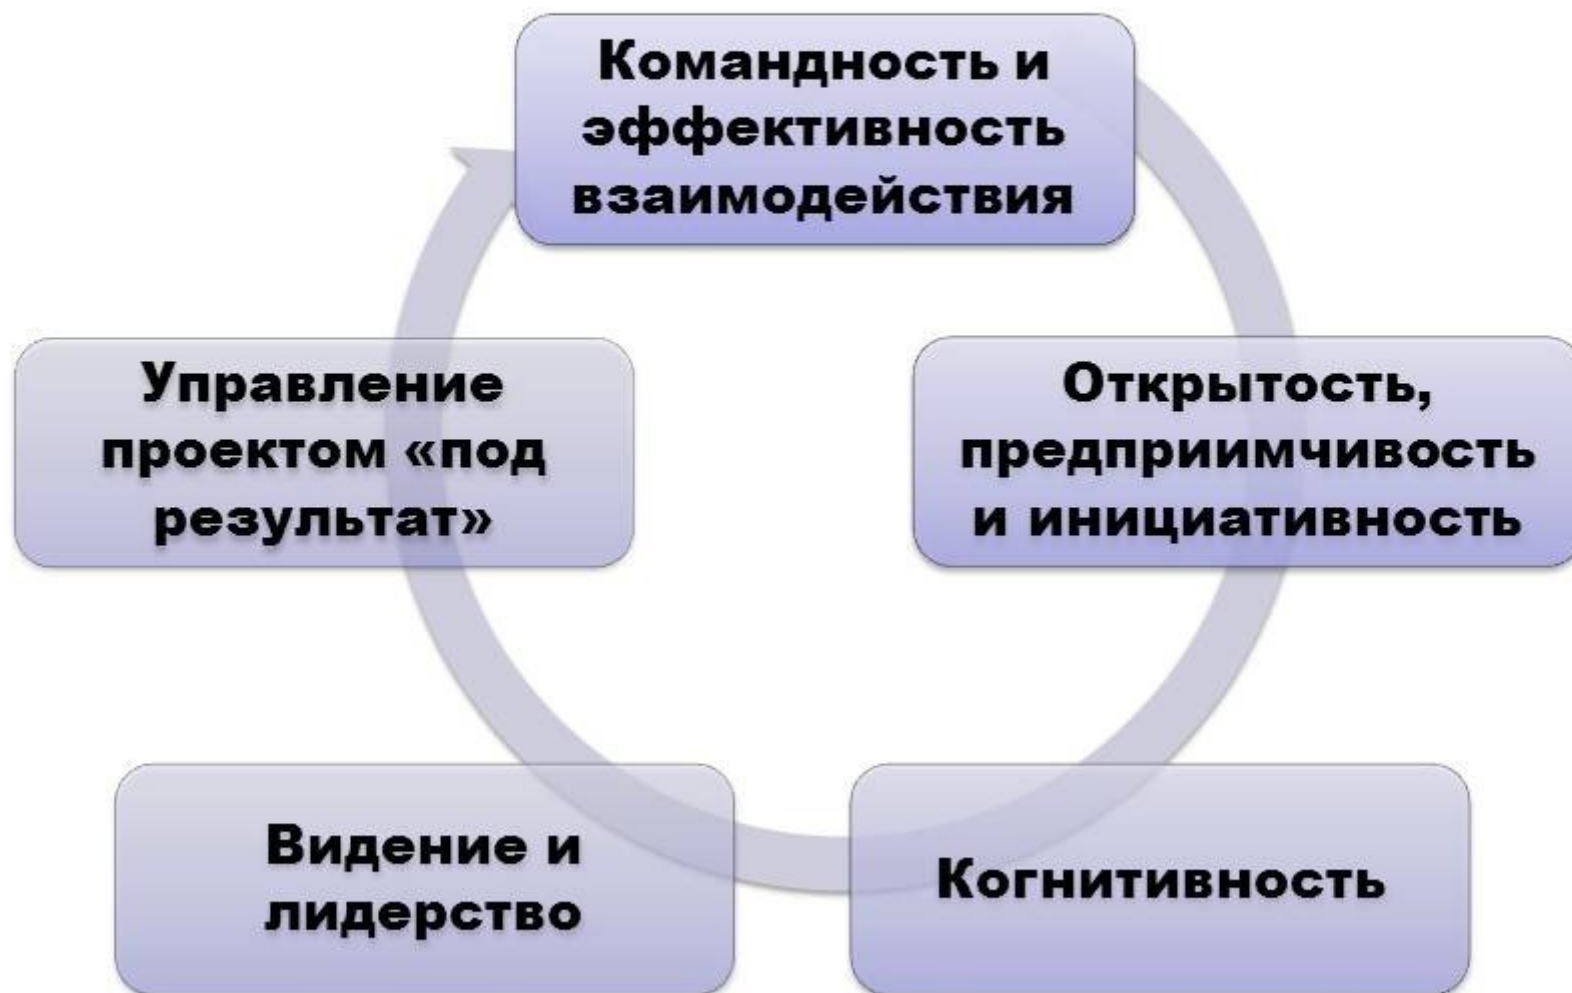 Командность и
эффективность
взаимодействия
Открытость,
предприимчивость
и инициативность
Когнитивность
Видение и
лидерство
Управление
проектом «под
результат»